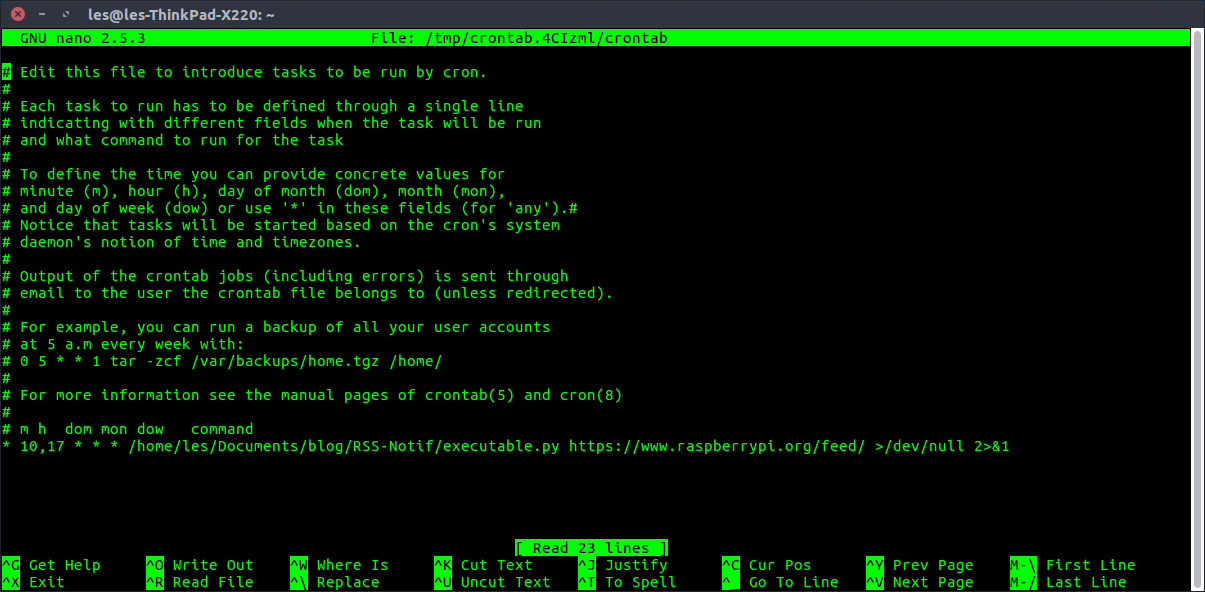 les@les-ThinkPad-X220: ~
GNU nano 2.5.3 File: /tmp/crontab.4CIzml/crontab
# Edit this file to introduce tasks to be run by cron.
#
# Each task to run has to be defined through a single line
# indicating with different fields when the task will be run
# and what command to run for the task
#
# To define the time you can provide concrete values for
# minute (m), hour (h), day of month (dom), month (mon),
# and day of week (dow) or use '*' in these fields (for 'any').#
# Notice that tasks will be started based on the cron's system
# daemon's notion of time and timezones.
#
# Output of the crontab jobs (including errors) is sent through
# email to the user the crontab file belongs to (unless redirected).
#
# For example, you can run a backup of all your user accounts
# at 5 a.m every week with:
# 0 5 * * 1 tar -zcf /var/backups/home.tgz /home/
#
# For more information see the manual pages of crontab(5) and cron(8)
#
# m h  dom mon dow   command
* 10,17 * * * /home/les/Documents/blog/RSS-Notif/executable.py https://www.raspberrypi.org/feed/ >/dev/null 2>&1
[ Read 23 lines ]
^G Get Help ^O Write Out ^W Where Is ^K Cut Text ^J Justify ^C Cur Pos ^Y Prev Page M-\ First Line
^X Exit ^R Read File ^\ Replace ^U Uncut Text ^T To Spell ^_ Go To Line ^V Next Page M-/ Last Line